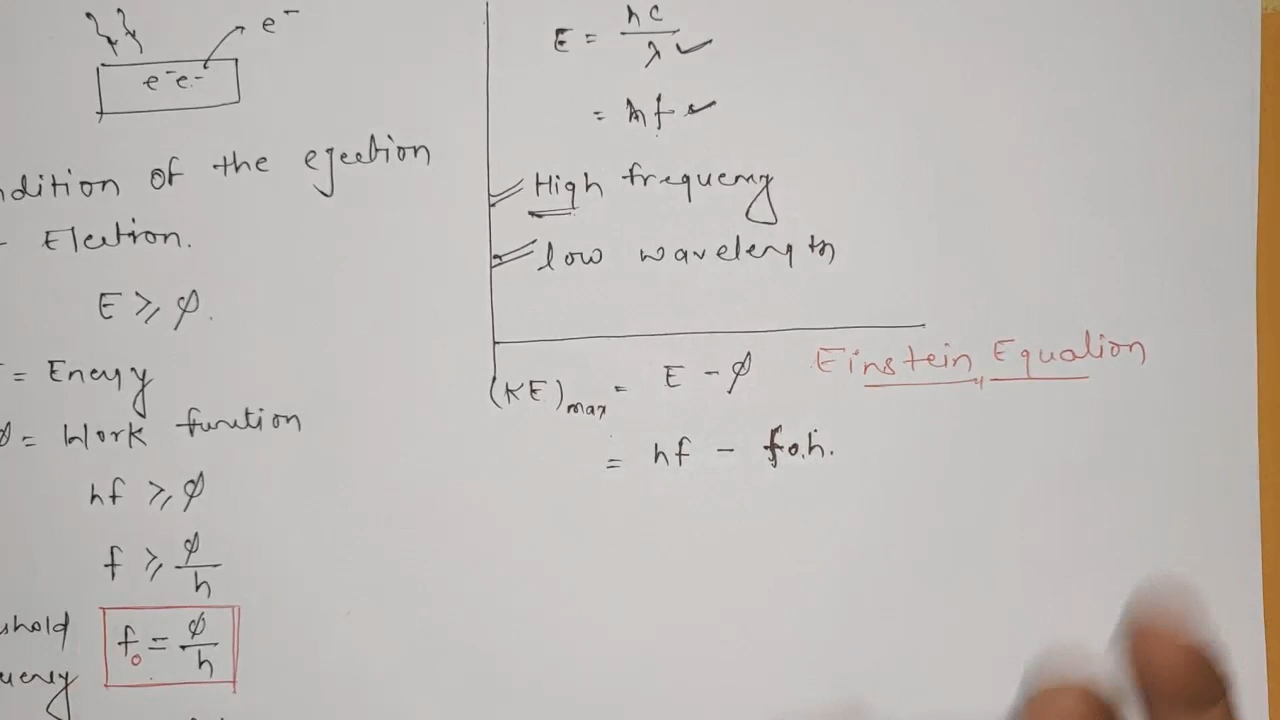 e⁻
e⁻e⁻
ndition of the ejection
- Electron.
E ⩾ φ.
= Energy
φ = Work function
hf ⩾ φ
f ⩾ φ/h
shold
f₀ = φ/h
uency
E = hc/λ ✓
= hf ✓
High frequency
low wavelength
(KE)max = E - φ Einstein Equation
= hf - f₀.h.